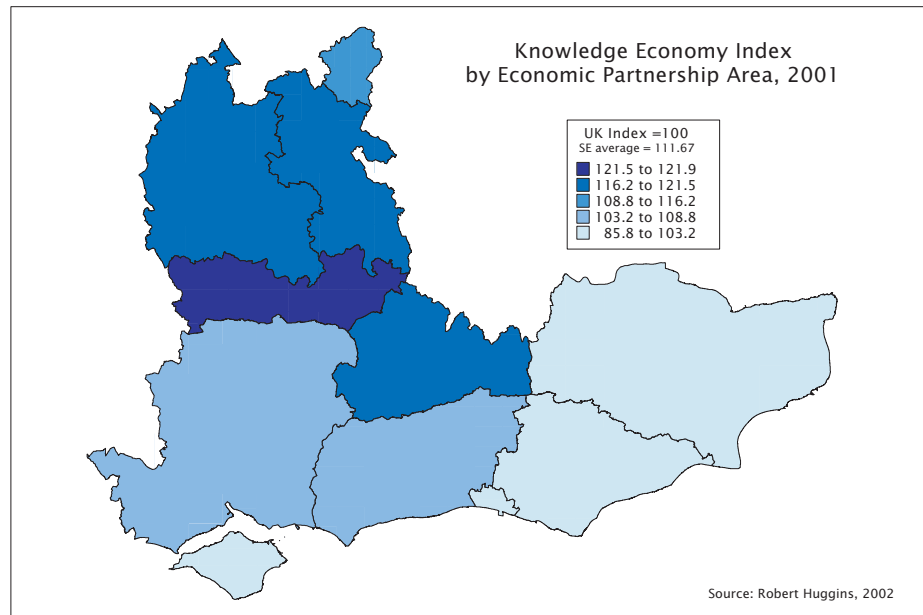 Knowledge Economy Index
by Economic Partnership Area, 2001
UK Index =100
SE average = 111.67
121.5 to 121.9
116.2 to 121.5
108.8 to 116.2
103.2 to 108.8
85.8 to 103.2
Source: Robert Huggins, 2002